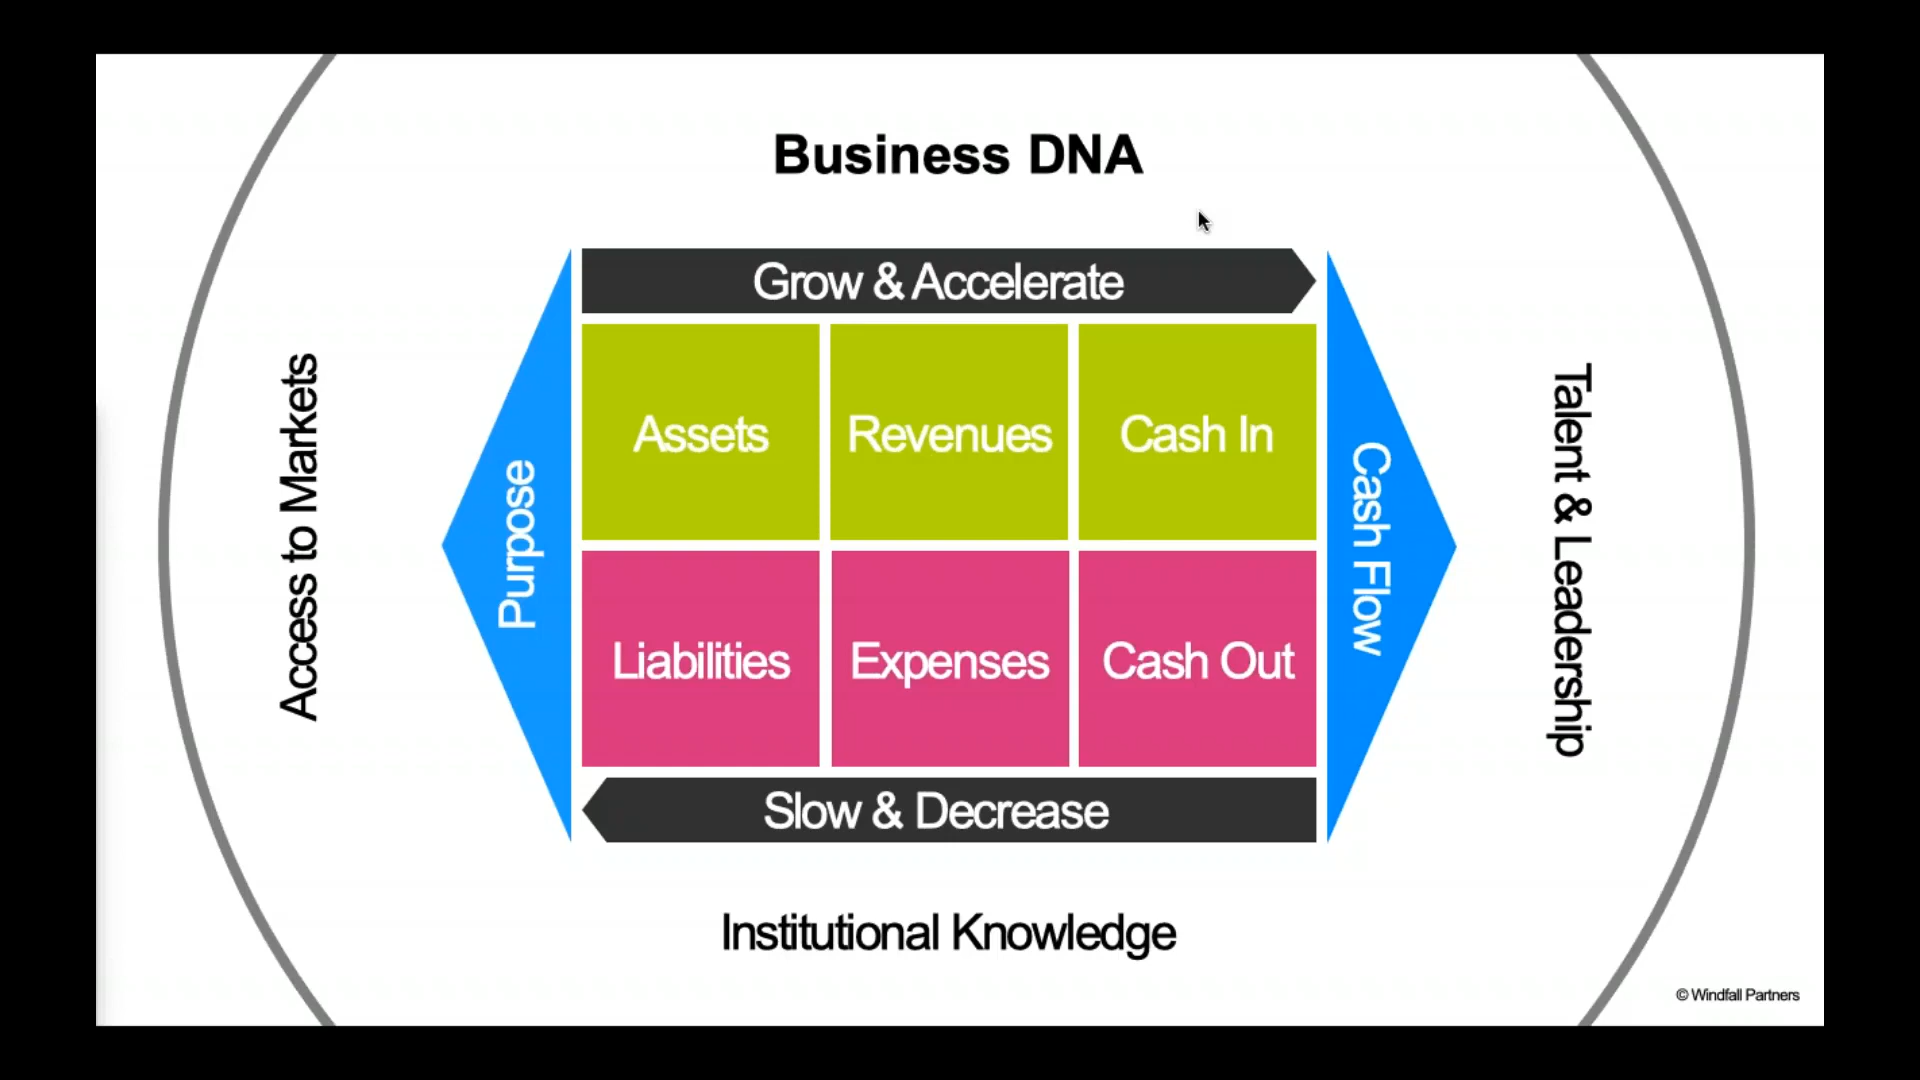 Business DNA
Grow & Accelerate
Access to Markets
Purpose
Assets
Revenues
Cash In
Liabilities
Expenses
Cash Out
Cash Flow
Talent & Leadership
Slow & Decrease
Institutional Knowledge
© Windfall Partners